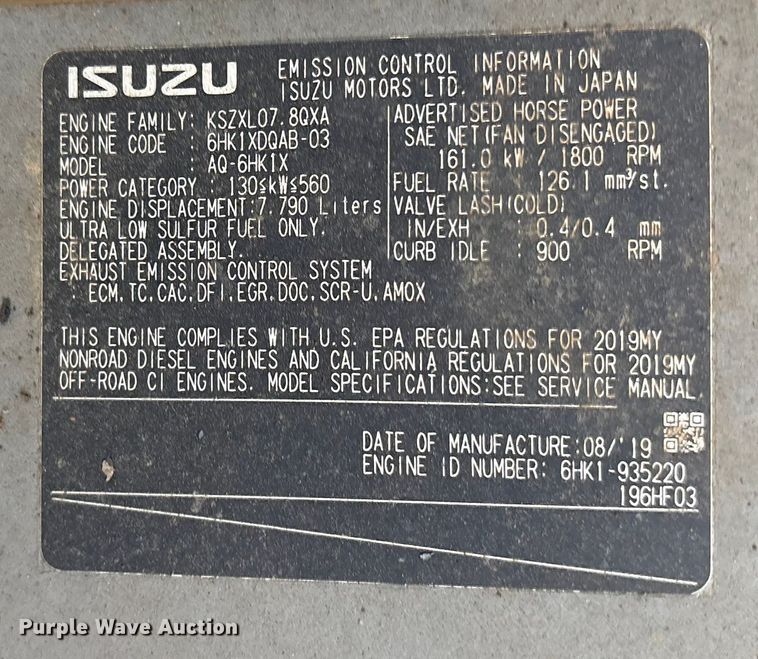 ISUZU
EMISSION CONTROL INFORMATION
ISUZU MOTORS LTD. MADE IN JAPAN
ENGINE FAMILY: KSZXL07.8QXA
ENGINE CODE : 6HK1XDQAB-03
MODEL : AQ-6HK1X
POWER CATEGORY : 130≤kW≤560
ENGINE DISPLACEMENT:7.790 Liters
ULTRA LOW SULFUR FUEL ONLY.
DELEGATED ASSEMBLY.
EXHAUST EMISSION CONTROL SYSTEM
: ECM.TC.CAC.DFI.EGR.DOC.SCR-U.AMOX
ADVERTISED HORSE POWER
SAE NET(FAN DISENGAGED)
161.0 kW / 1800 RPM
FUEL RATE : 126.1 mm³/st.
VALVE LASH(COLD)
IN/EXH : 0.4/0.4 mm
CURB IDLE : 900 RPM
THIS ENGINE COMPLIES WITH U.S. EPA REGULATIONS FOR 2019MY
NONROAD DIESEL ENGINES AND CALIFORNIA REGULATIONS FOR 2019MY
OFF-ROAD CI ENGINES. MODEL SPECIFICATIONS:SEE SERVICE MANUAL
DATE OF MANUFACTURE:08/'19
ENGINE ID NUMBER: 6HK1-935220
196HF03
Purple Wave Auction